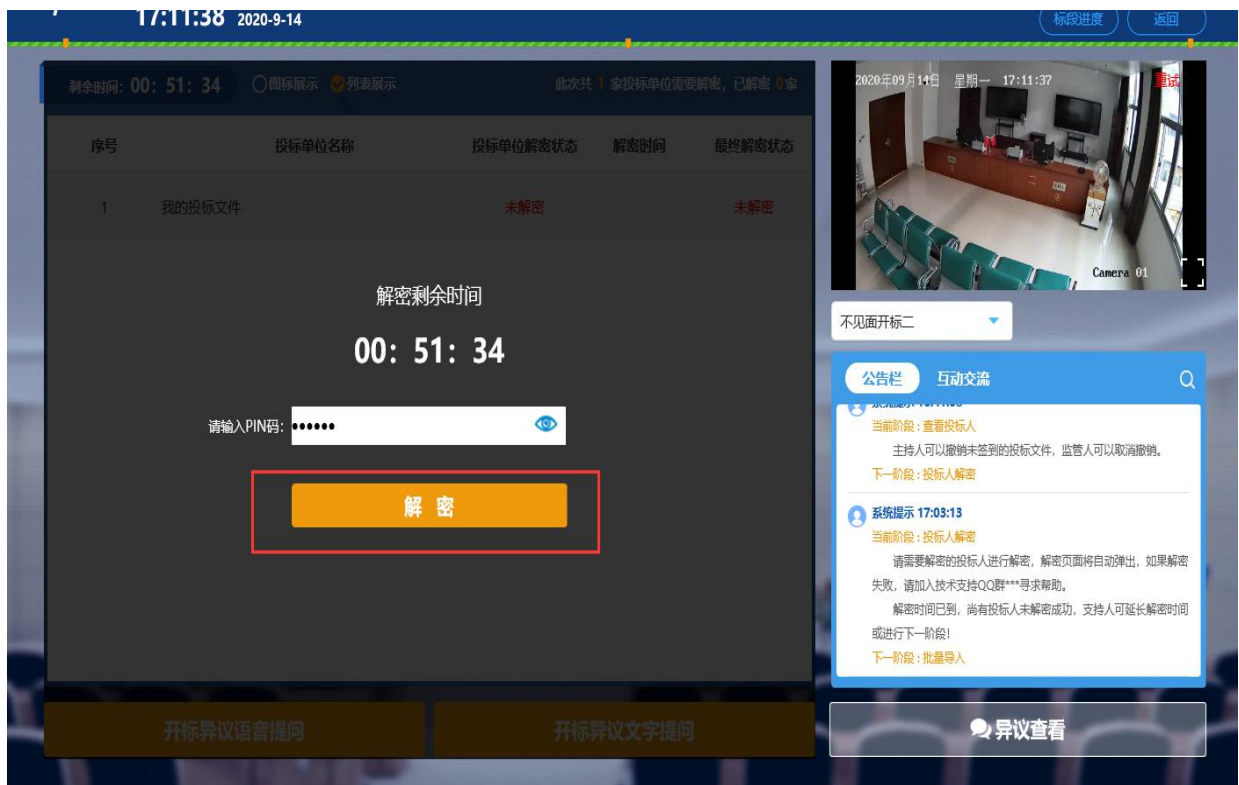 17:11:38 2020-9-14
标段进度
返回
剩余时间: 00: 51: 34
图标展示
列表展示
此次共 1 家投标单位需要解密，已解密 0家
序号 投标单位名称 投标单位解密状态 解密时间 最终解密状态
1 我的投标文件 未解密 未解密
解密剩余时间
00: 51: 34
请输入PIN码: ••••••
解 密
开标异议语音提问
开标异议文字提问
2020年09月14日 星期一 17:11:37
重试
Camera 01
不见面开标二
公告栏 互动交流
当前阶段 : 查看投标人
主持人可以撤销未签到的投标文件，监管人可以取消撤销。
下一阶段 : 投标人解密
系统提示 17:03:13
当前阶段 : 投标人解密
请需要解密的投标人进行解密，解密页面将自动弹出，如果解密
失败，请加入技术支持QQ群***寻求帮助。
解密时间已到，尚有投标人未解密成功，支持人可延长解密时间
或进行下一阶段!
下一阶段 : 批量导入
异议查看